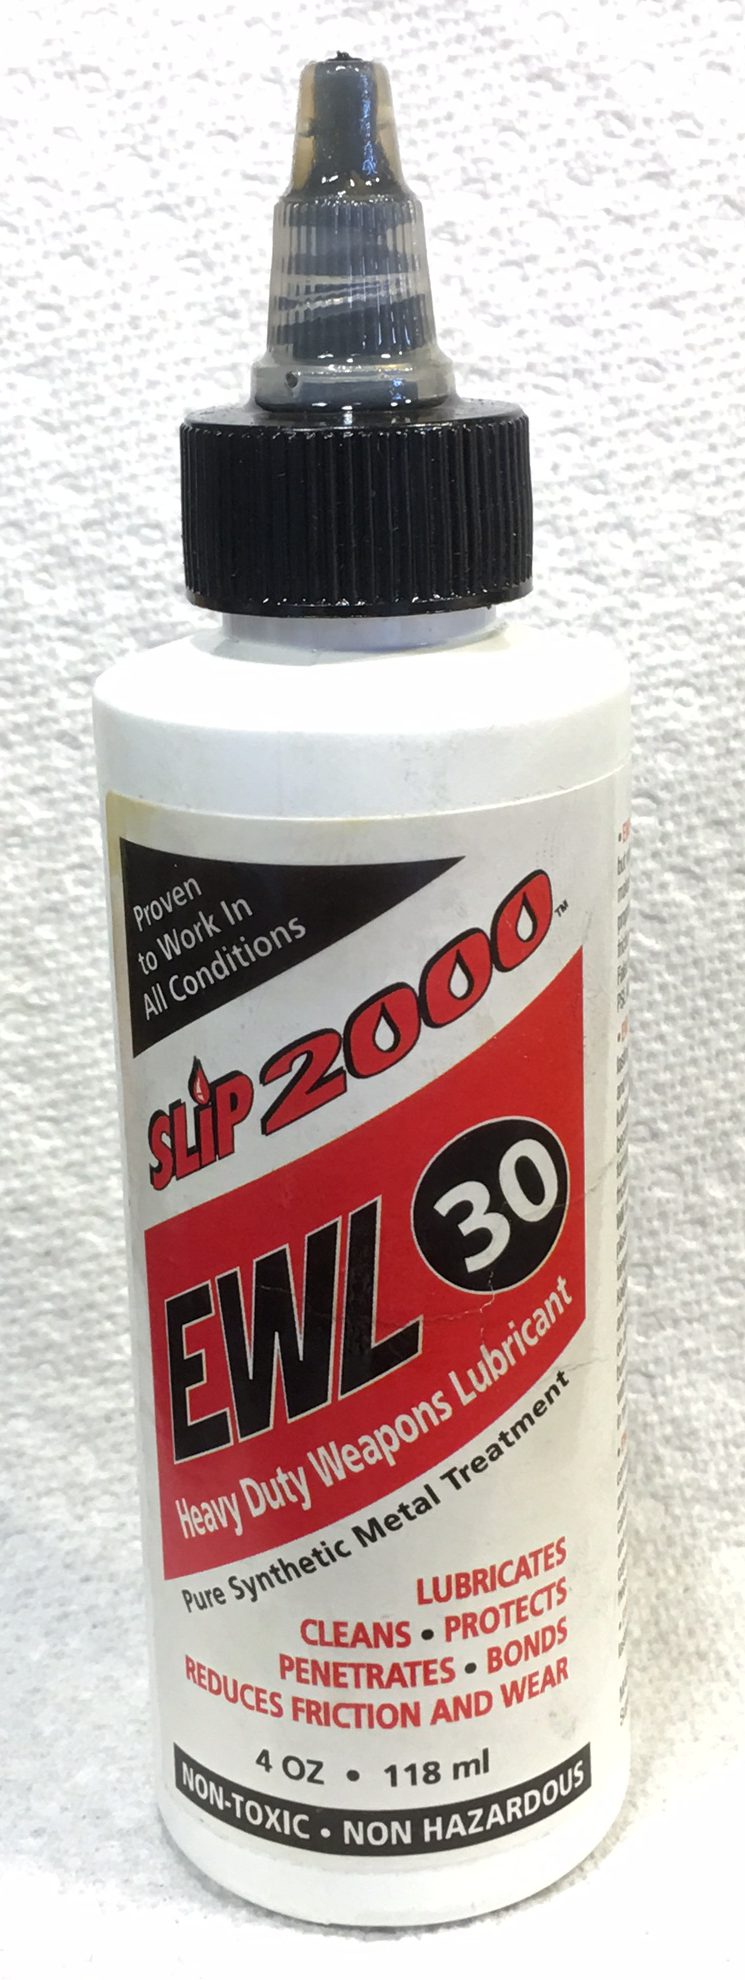 Proven
to Work In
All Conditions
SLiP 2000™
EWL 30
Heavy Duty Weapons Lubricant
Pure Synthetic Metal Treatment
LUBRICATES
CLEANS • PROTECTS
PENETRATES • BONDS
REDUCES FRICTION AND WEAR
4 OZ • 118 ml
NON-TOXIC • NON HAZARDOUS